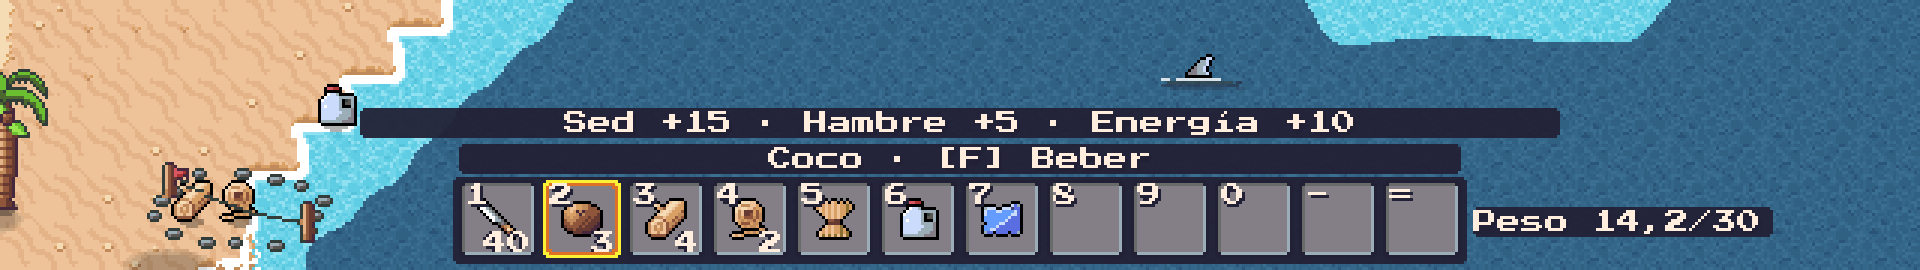 Sed +15 · Hambre +5 · Energía +10
Coco · [F] Beber
1 2 3 4 5 6 7 8 9 0 - =
40 3 4 2
Peso 14,2/30